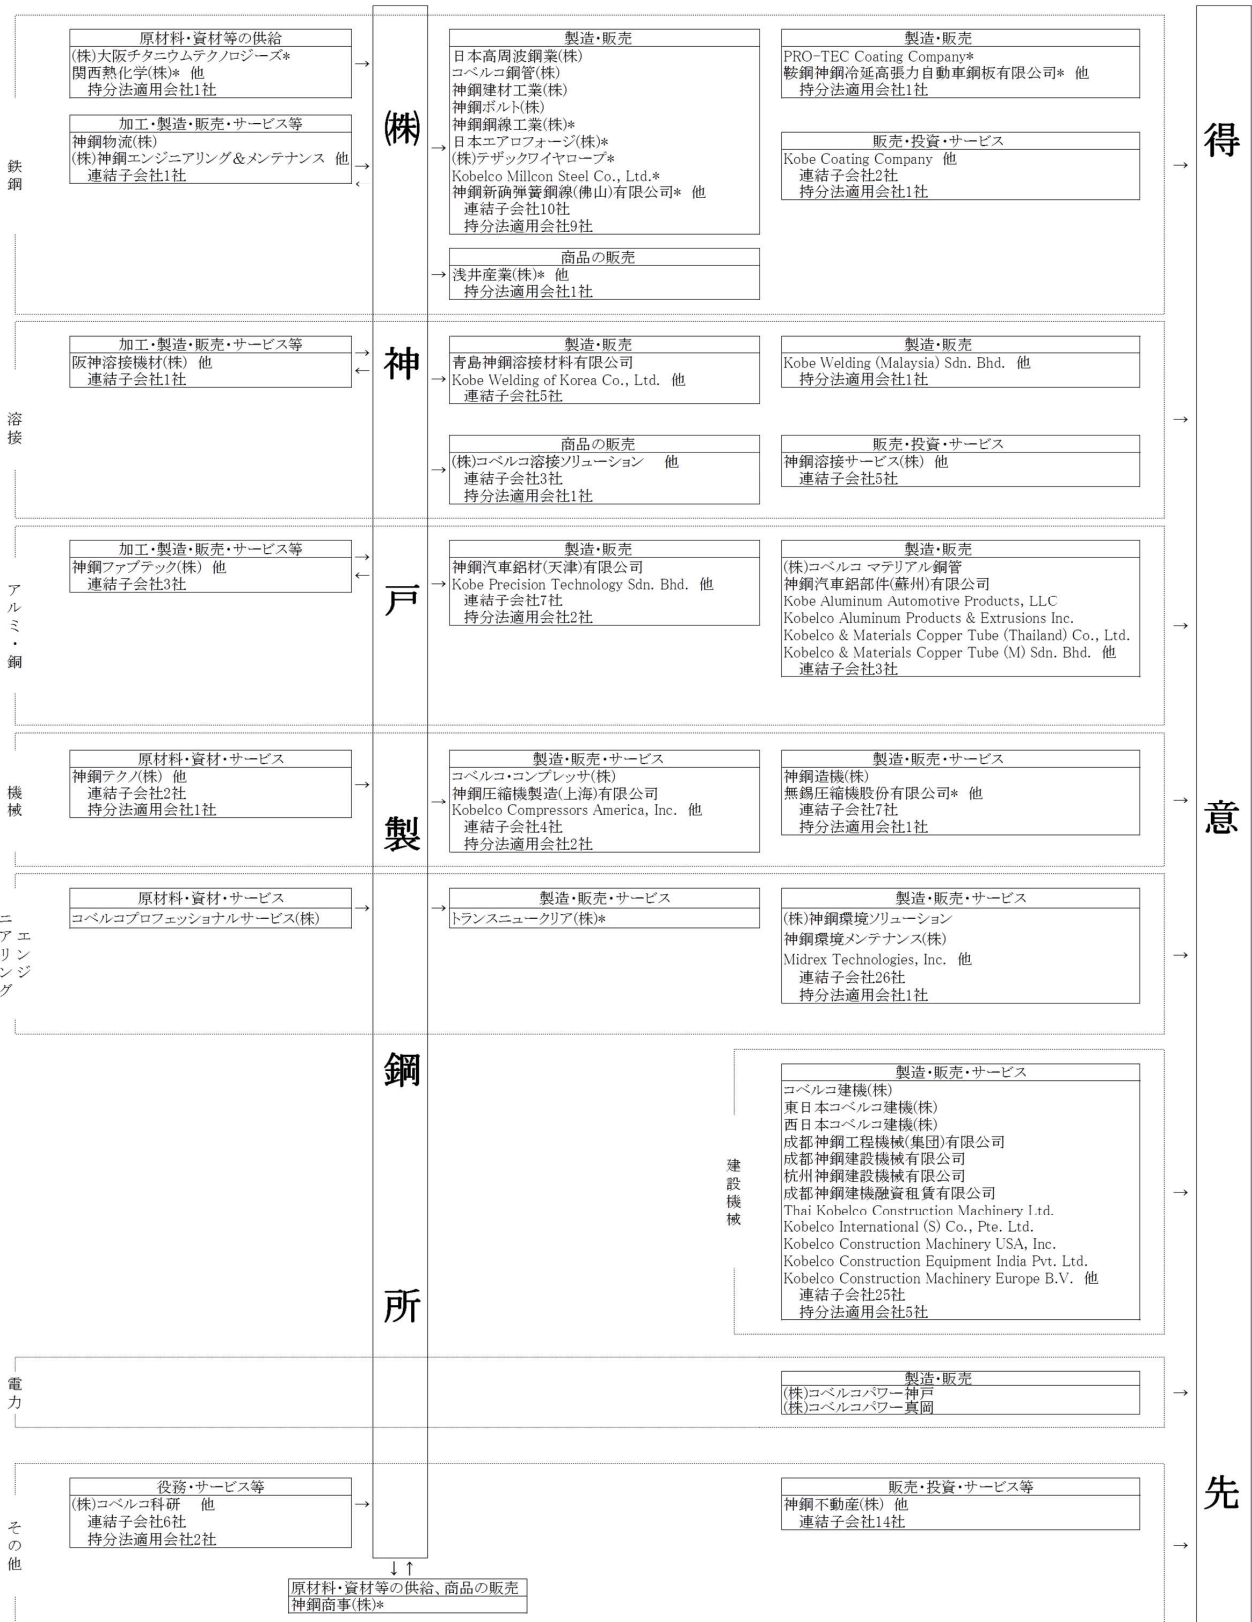 鉄鋼
原材料・資材等の供給
(株)大阪チタニウムテクノロジーズ*
関西熱化学(株)* 他
持分法適用会社1社
→
加工・製造・販売・サービス等
神鋼物流(株)
(株)神鋼エンジニアリング&メンテナンス 他
連結子会社1社
→
←
(株)神戸製鋼所
製造・販売
日本高周波鋼業(株)
コベルコ鋼管(株)
神鋼建材工業(株)
神鋼ボルト(株)
神鋼鋼線工業(株)*
日本エアロフォージ(株)*
(株)テザックワイヤロープ*
Kobelco Millcon Steel Co., Ltd.*
神鋼新确弾簧鋼線(佛山)有限公司* 他
連結子会社10社
持分法適用会社9社
→
商品の販売
浅井産業(株)* 他
持分法適用会社1社
→
製造・販売
PRO-TEC Coating Company*
鞍鋼神鋼冷延高張力自動車鋼板有限公司* 他
持分法適用会社1社
販売・投資・サービス
Kobe Coating Company 他
連結子会社2社
持分法適用会社1社
→
得意先
溶接
加工・製造・販売・サービス等
阪神溶接機材(株) 他
連結子会社1社
→
←
→
製造・販売
青島神鋼溶接材料有限公司
Kobe Welding of Korea Co., Ltd. 他
連結子会社5社
→
商品の販売
(株)コベルコ溶接ソリューション 他
連結子会社3社
持分法適用会社1社
製造・販売
Kobe Welding (Malaysia) Sdn. Bhd. 他
持分法適用会社1社
販売・投資・サービス
神鋼溶接サービス(株) 他
連結子会社5社
→
アルミ・銅
加工・製造・販売・サービス等
神鋼ファブテック(株) 他
連結子会社3社
→
←
→
製造・販売
神鋼汽車鋁材(天津)有限公司
Kobe Precision Technology Sdn. Bhd. 他
連結子会社7社
持分法適用会社2社
製造・販売
(株)コベルコ マテリアル銅管
神鋼汽車鋁部件(蘇州)有限公司
Kobe Aluminum Automotive Products, LLC
Kobelco Aluminum Products & Extrusions Inc.
Kobelco & Materials Copper Tube (Thailand) Co., Ltd.
Kobelco & Materials Copper Tube (M) Sdn. Bhd. 他
連結子会社3社
→
機械
原材料・資材・サービス
神鋼テクノ(株) 他
連結子会社2社
持分法適用会社1社
→
→
製造・販売・サービス
コベルコ・コンプレッサ(株)
神鋼圧縮機製造(上海)有限公司
Kobelco Compressors America, Inc. 他
連結子会社4社
持分法適用会社2社
製造・販売・サービス
神鋼造機(株)
無錫圧縮機股份有限公司* 他
連結子会社7社
持分法適用会社1社
→
エンジニアリング
原材料・資材・サービス
コベルコプロフェッショナルサービス(株)
→
→
製造・販売・サービス
トランスニュークリア(株)*
製造・販売・サービス
(株)神鋼環境ソリューション
神鋼環境メンテナンス(株)
Midrex Technologies, Inc. 他
連結子会社26社
持分法適用会社1社
→
建設機械
製造・販売・サービス
コベルコ建機(株)
東日本コベルコ建機(株)
西日本コベルコ建機(株)
成都神鋼工程機械(集団)有限公司
成都神鋼建設機械有限公司
杭州神鋼建設機械有限公司
成都神鋼建機融資租賃有限公司
Thai Kobelco Construction Machinery Ltd.
Kobelco International (S) Co., Pte. Ltd.
Kobelco Construction Machinery USA, Inc.
Kobelco Construction Equipment India Pvt. Ltd.
Kobelco Construction Machinery Europe B.V. 他
連結子会社25社
持分法適用会社5社
→
電力
製造・販売
(株)コベルコパワー神戸
(株)コベルコパワー真岡
→
その他
役務・サービス等
(株)コベルコ科研 他
連結子会社6社
持分法適用会社2社
→
販売・投資・サービス等
神鋼不動産(株) 他
連結子会社14社
→
↓↑
原材料・資材等の供給、商品の販売
神鋼商事(株)*